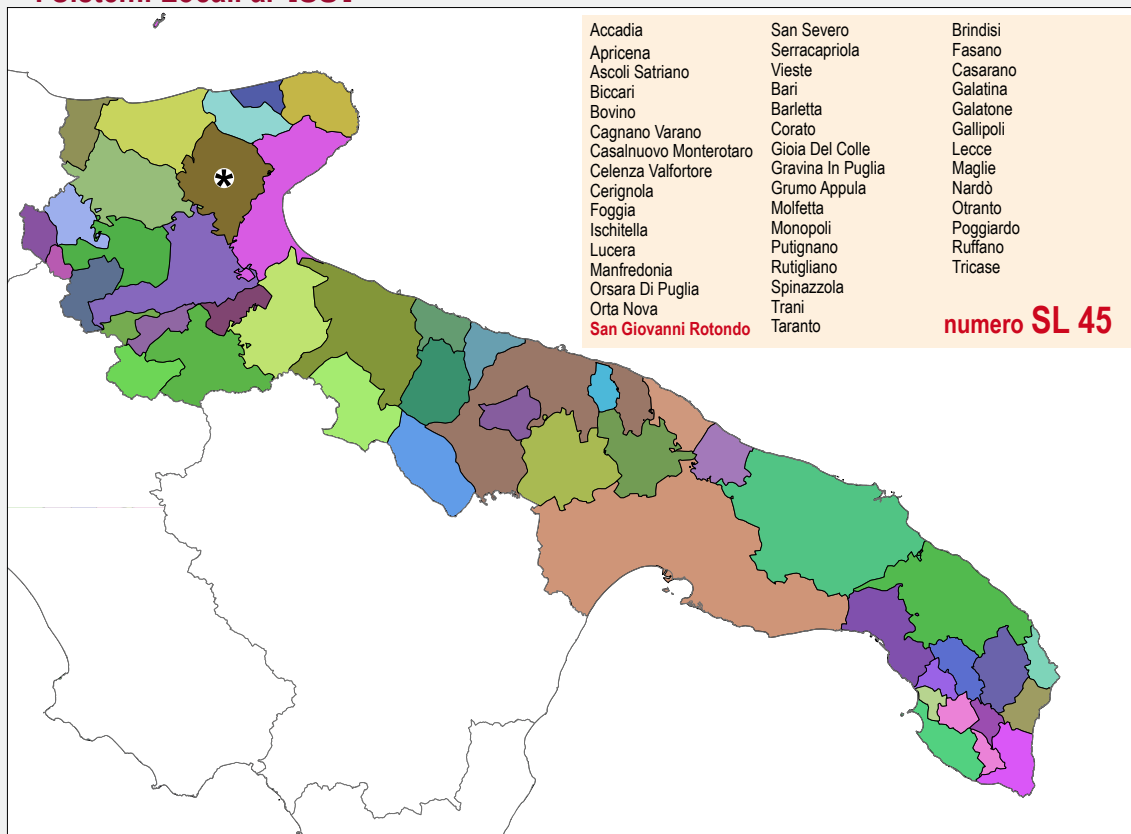 Accadia
Apricena
Ascoli Satriano
Biccari
Bovino
Cagnano Varano
Casalnuovo Monterotaro
Celenza Valfortore
Cerignola
Foggia
Ischitella
Lucera
Manfredonia
Orsara Di Puglia
Orta Nova
San Giovanni Rotondo
San Severo
Serracapriola
Vieste
Bari
Barletta
Corato
Gioia Del Colle
Gravina In Puglia
Grumo Appula
Molfetta
Monopoli
Putignano
Rutigliano
Spinazzola
Trani
Taranto
Brindisi
Fasano
Casarano
Galatina
Galatone
Gallipoli
Lecce
Maglie
Nardò
Otranto
Poggiardo
Ruffano
Tricase
numero SL 45
*